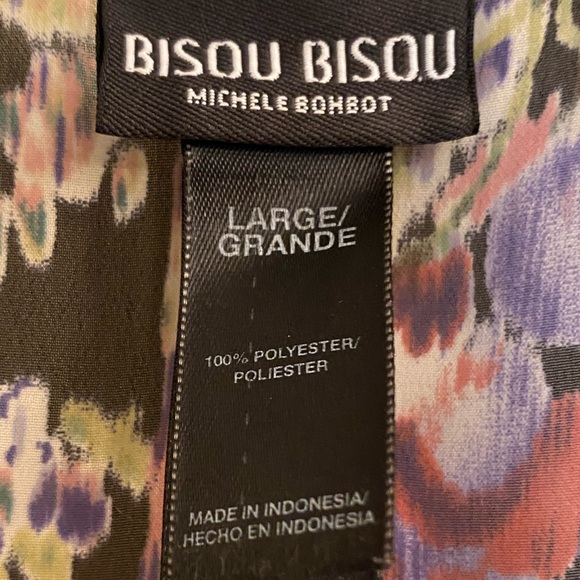 BISOU BISOU
MICHELE BOHBOT
LARGE/
GRANDE
100% POLYESTER/
POLIESTER
MADE IN INDONESIA/
HECHO EN INDONESIA